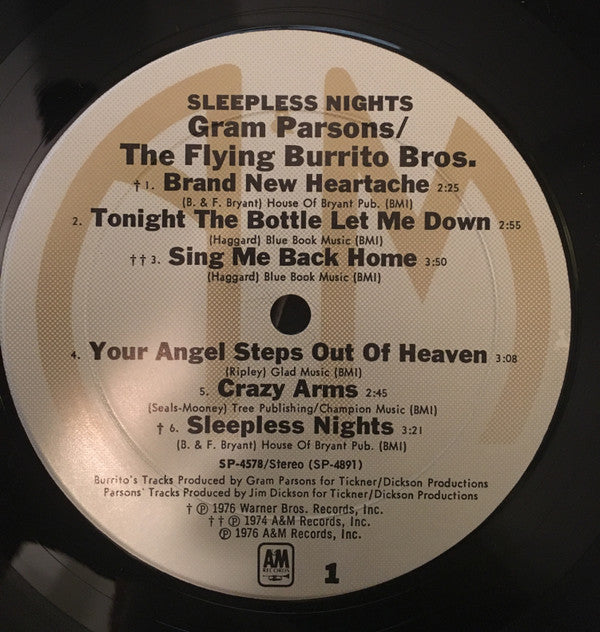 SLEEPLESS NIGHTS
Gram Parsons/
The Flying Burrito Bros.
† 1. Brand New Heartache 2:25
(B. & F. Bryant) House Of Bryant Pub. (BMI)
2. Tonight The Bottle Let Me Down 2:55
(Haggard) Blue Book Music (BMI)
†† 3. Sing Me Back Home 3:50
(Haggard) Blue Book Music (BMI)
4. Your Angel Steps Out Of Heaven 3:08
(Ripley) Glad Music (BMI)
5. Crazy Arms 2:45
(Seals-Mooney) Tree Publishing/Champion Music (BMI)
† 6. Sleepless Nights 3:21
(B. & F. Bryant) House Of Bryant Pub. (BMI)
SP-4578/Stereo (SP-4891)
Burrito's Tracks Produced by Gram Parsons for Tickner/Dickson Productions
Parsons' Tracks Produced by Jim Dickson for Tickner/Dickson Productions
† ℗ 1976 Warner Bros. Records, Inc.
†† ℗ 1974 A&M Records, Inc.
℗ 1976 A&M Records, Inc.
AM
RECORDS
1